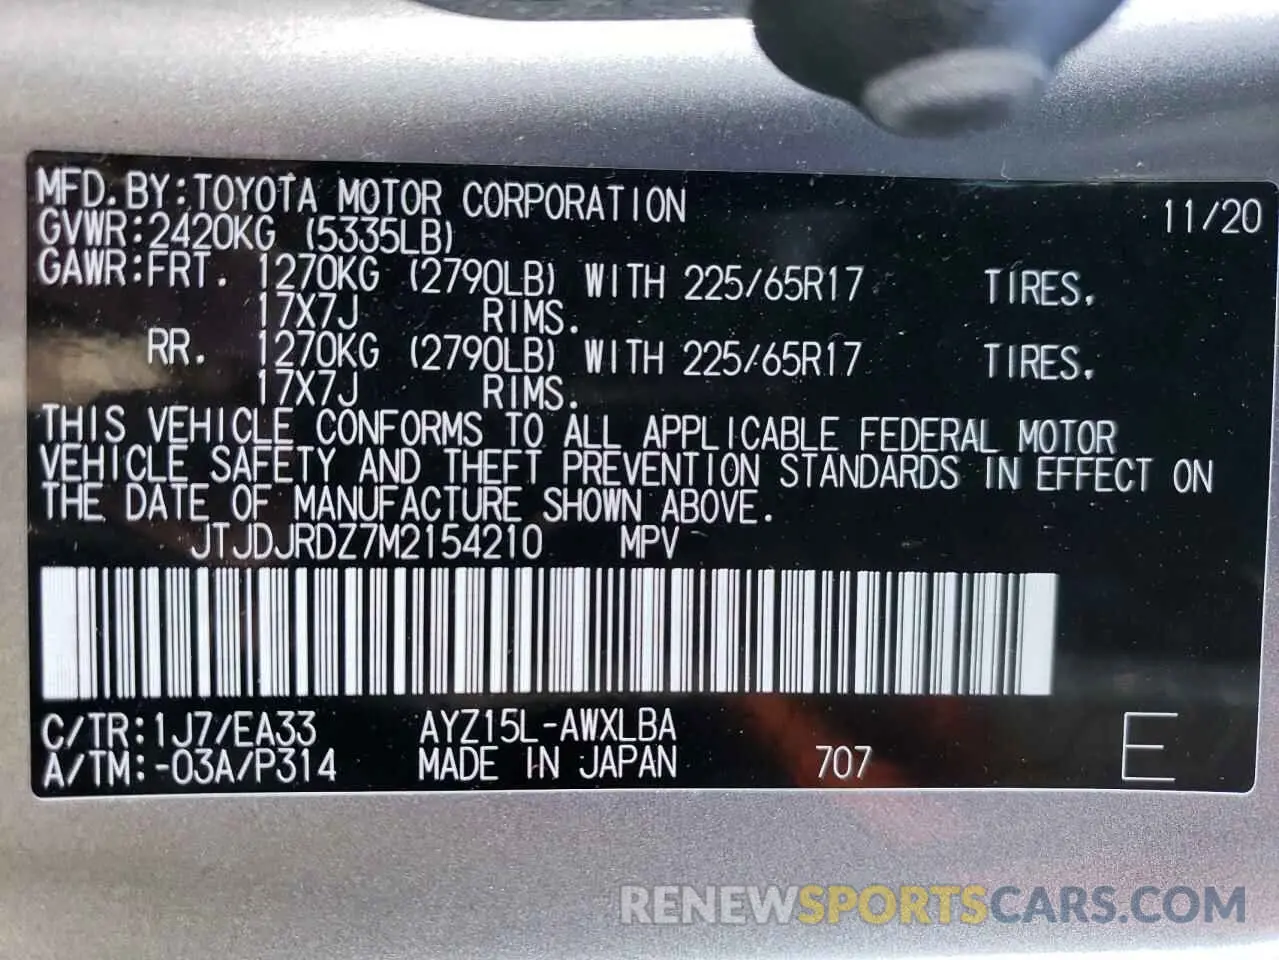 MFD. BY:TOYOTA MOTOR CORPORATION 11/20
GVWR:2420KG (5335LB)
GAWR:FRT. 1270KG (2790LB) WITH 225/65R17 TIRES.
17X7J RIMS.
RR. 1270KG (2790LB) WITH 225/65R17 TIRES.
17X7J RIMS.
THIS VEHICLE CONFORMS TO ALL APPLICABLE FEDERAL MOTOR
VEHICLE SAFETY AND THEFT PREVENTION STANDARDS IN EFFECT ON
THE DATE OF MANUFACTURE SHOWN ABOVE.
JTJDJRDZ7M2154210 MPV
C/TR:1J7/EA33 AYZ15L-AWXLBA
A/TM:-03A/P314 MADE IN JAPAN 707 E
RENEWSPORTSCARS.COM